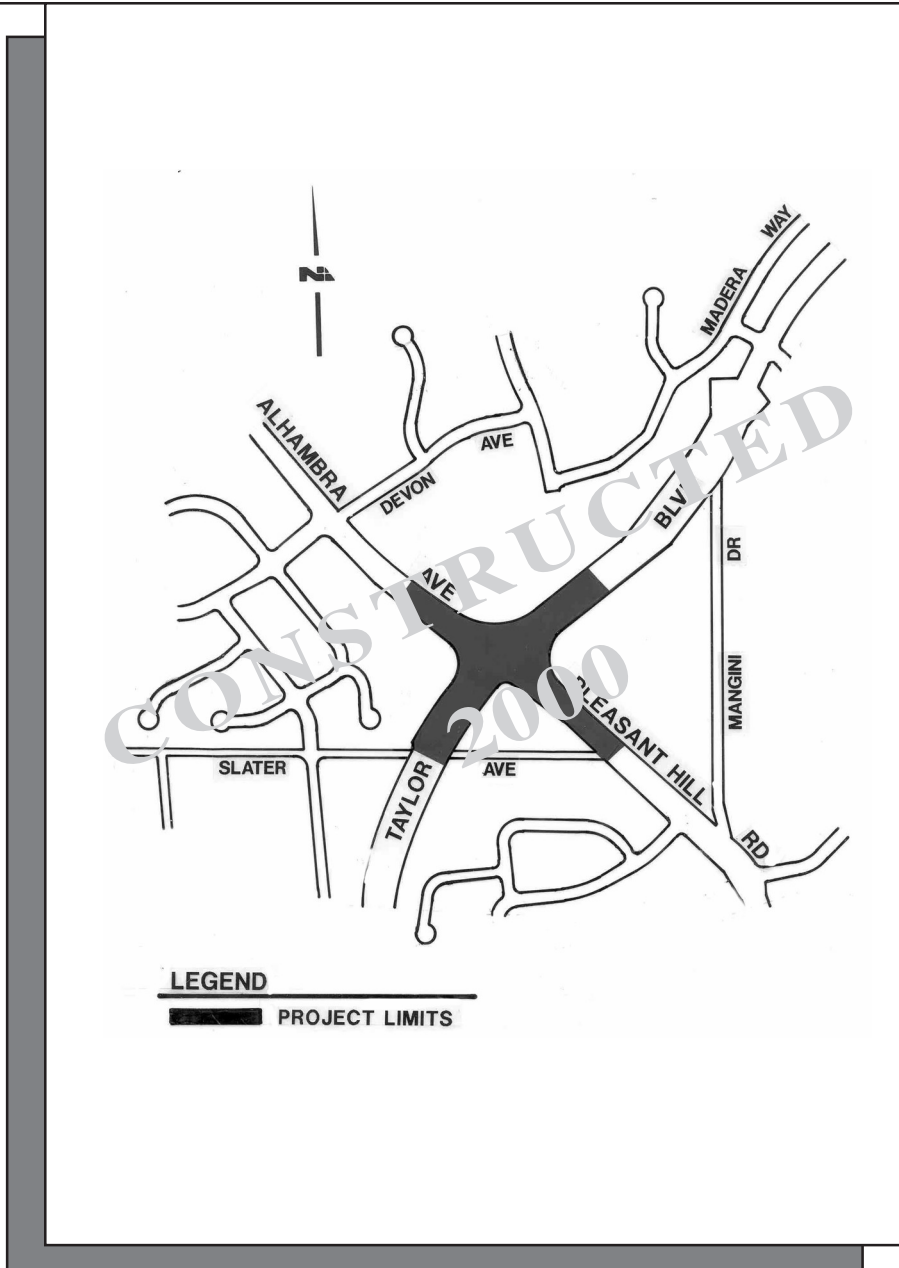 WAY
MADERA
N
ALHAMBRA
AVE
DEVON
BLV
DR
AVE
CONSTRUCTED
2000
MANGINI
PLEASANT HILL
SLATER
AVE
TAYLOR
RD
LEGEND
PROJECT LIMITS